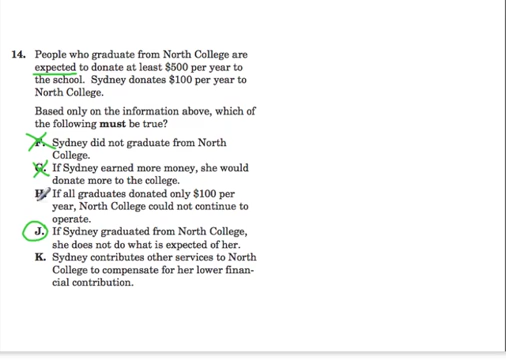 14. People who graduate from North College are
expected to donate at least $500 per year to
the school. Sydney donates $100 per year to
North College.
Based only on the information above, which of
the following must be true?
F. Sydney did not graduate from North
College.
G. If Sydney earned more money, she would
donate more to the college.
H. If all graduates donated only $100 per
year, North College could not continue to
operate.
J. If Sydney graduated from North College,
she does not do what is expected of her.
K. Sydney contributes other services to North
College to compensate for her lower finan-
cial contribution.